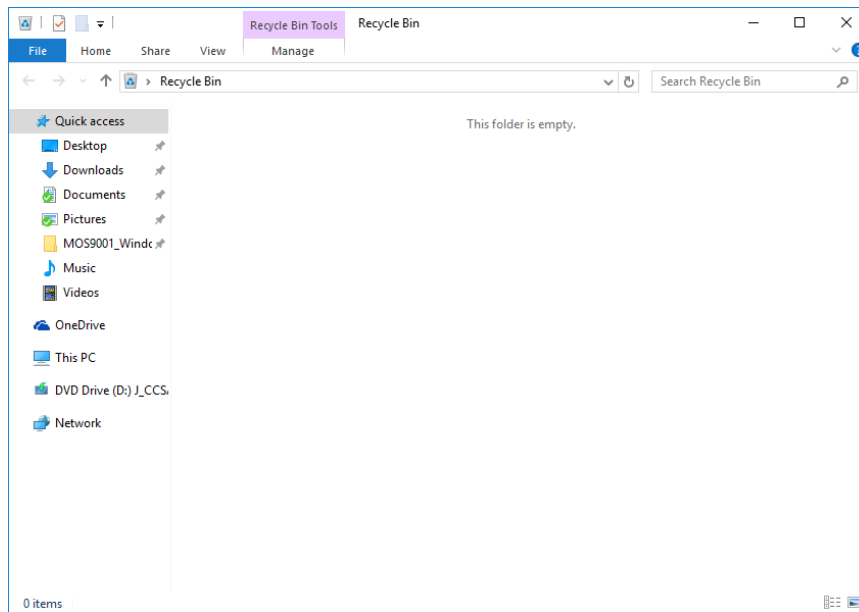 Recycle Bin Tools
Recycle Bin
File
Home
Share
View
Manage
Recycle Bin
Search Recycle Bin
Quick access
This folder is empty.
Desktop
Downloads
Documents
Pictures
MOS9001_Windc
Music
Videos
OneDrive
This PC
DVD Drive (D:) J_CCSA
Network
0 items